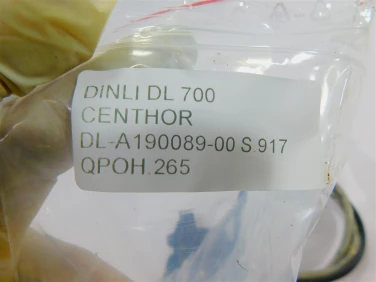 DINLI DL 700
CENTHOR
DL-A190089-00 S.917
QPOH.265